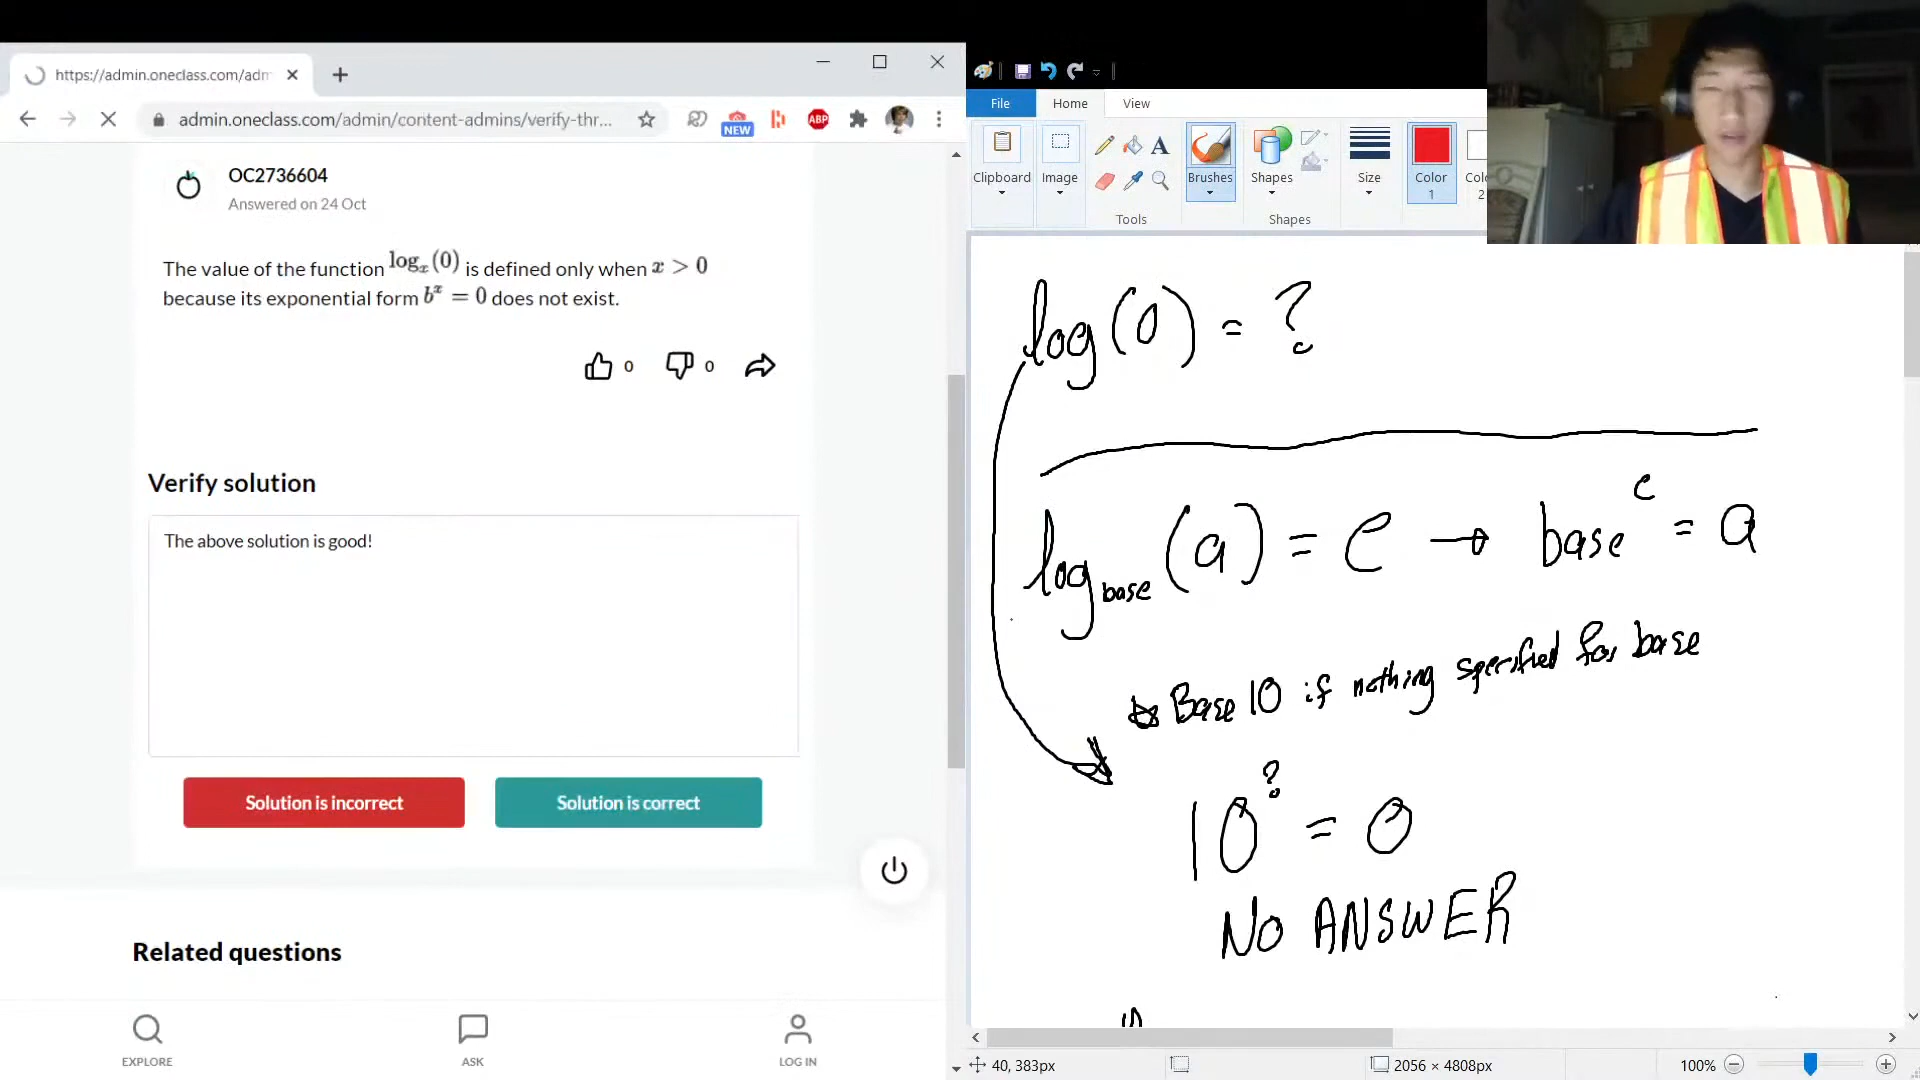 https://admin.oneclass.com/adm
admin.oneclass.com/admin/content-admins/verify-thr...
NEW
ABP
OC2736604
Answered on 24 Oct
The value of the function log_x(0) is defined only when x > 0
because its exponential form b^x = 0 does not exist.
0
0
Verify solution
The above solution is good!
Solution is incorrect
Solution is correct
Related questions
EXPLORE
ASK
LOG IN
File
Home
View
Clipboard
Image
Tools
Brushes
Shapes
Shapes
Size
Color
1
Colo
2
log(0) = ?
log_base(a) = e → base^e = a
Base 10 if nothing specified for base
10^? = 0
NO ANSWER
40, 383px
2056 × 4808px
100%